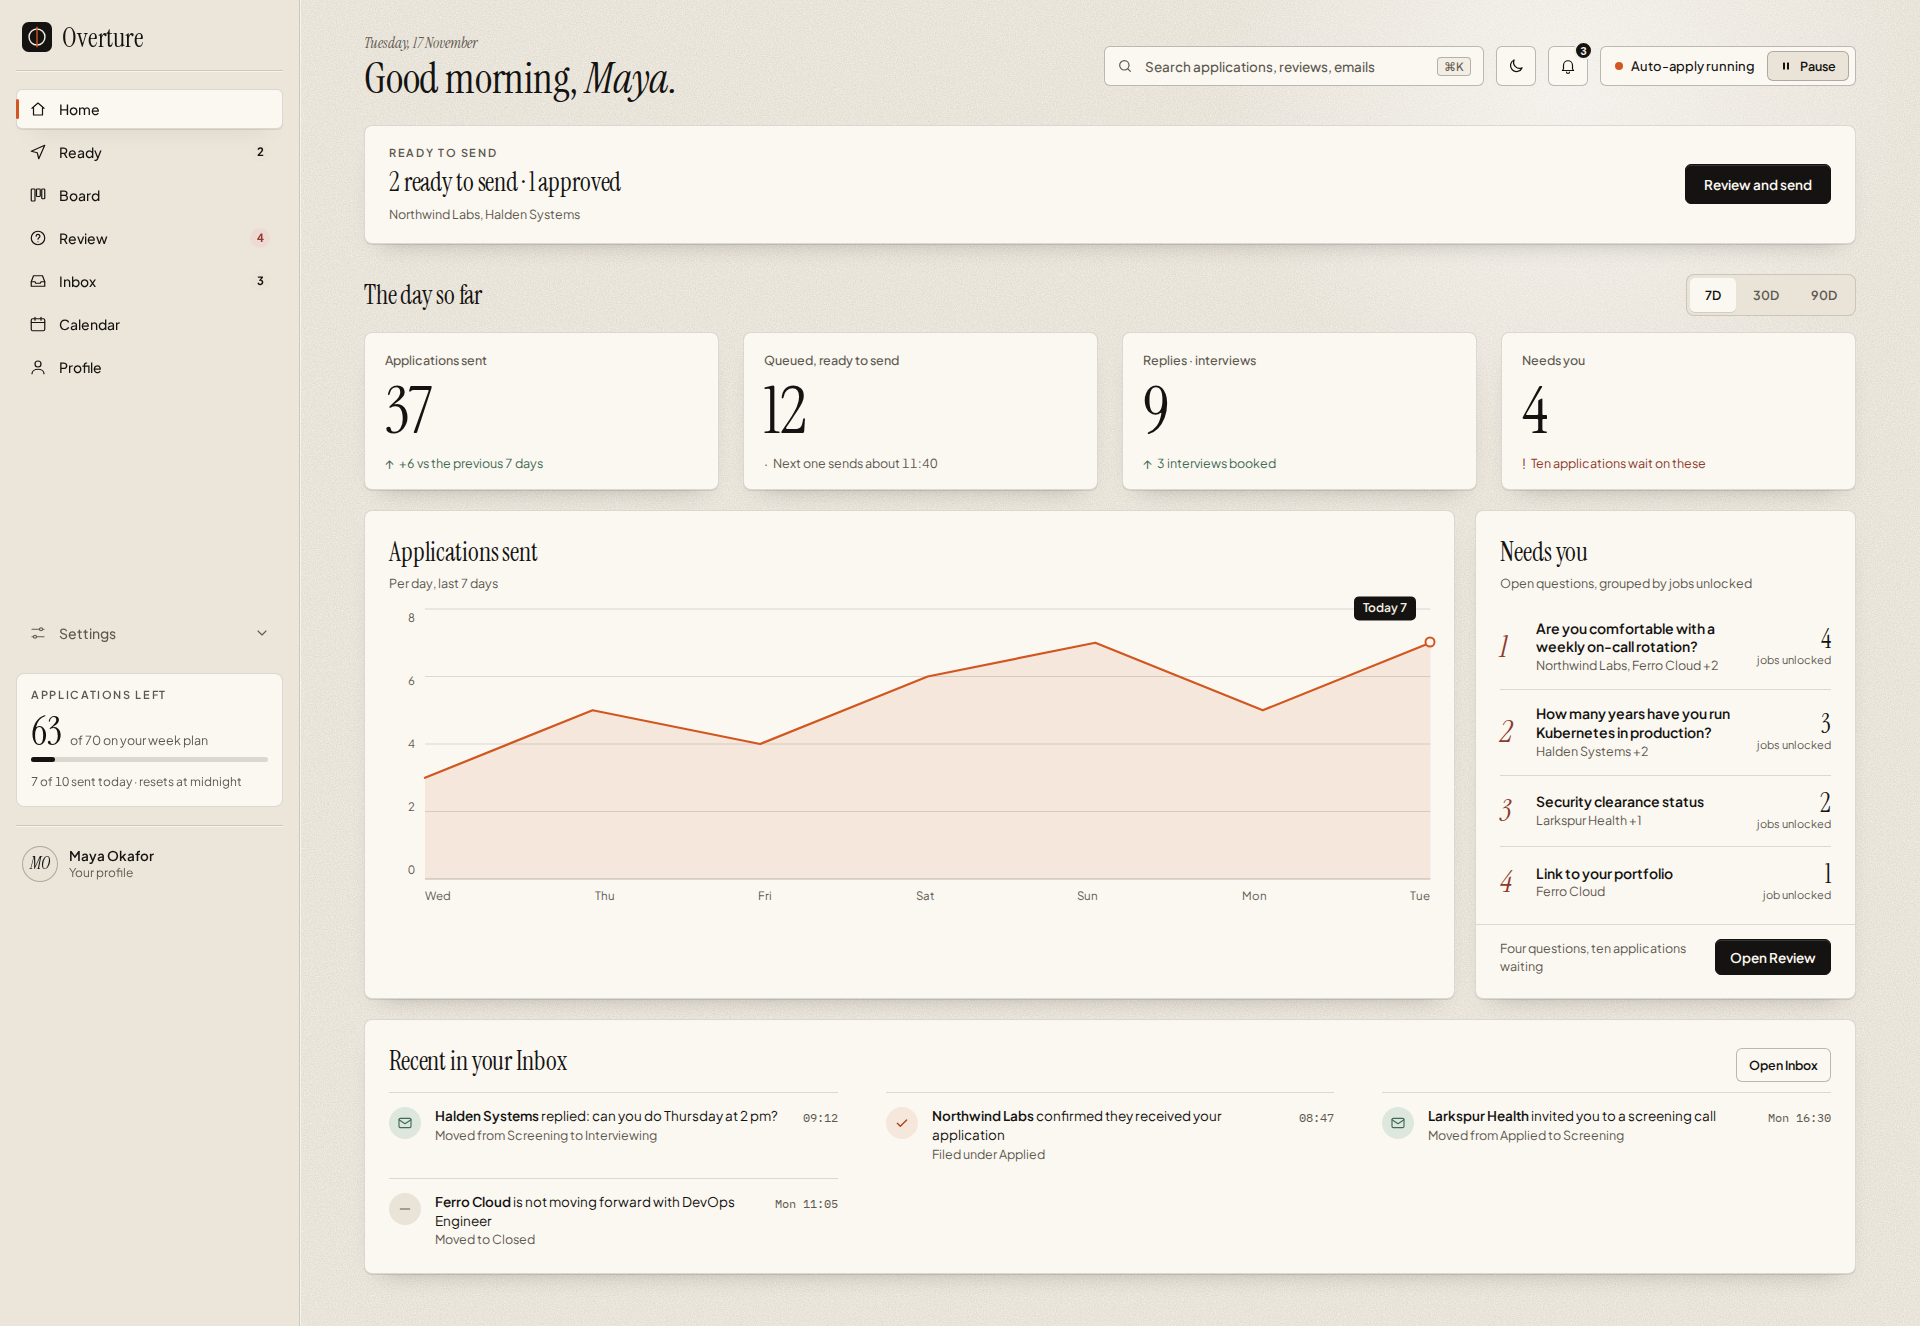 Overture
Home
Ready 2
Board
Review 4
Inbox 3
Calendar
Profile
Settings
APPLICATIONS LEFT
63 of 70 on your week plan
7 of 10 sent today · resets at midnight
MO
Maya Okafor
Your profile
Tuesday, 17 November
Good morning, Maya.
Search applications, reviews, emails ⌘K
3
Auto-apply running
Pause
READY TO SEND
2 ready to send · 1 approved
Northwind Labs, Halden Systems
Review and send
The day so far
7D 30D 90D
Applications sent
37
↑ +6 vs the previous 7 days
Queued, ready to send
12
· Next one sends about 11:40
Replies · interviews
9
↑ 3 interviews booked
Needs you
4
! Ten applications wait on these
Applications sent
Per day, last 7 days
Today 7
8
6
4
2
0
Wed Thu Fri Sat Sun Mon Tue
Needs you
Open questions, grouped by jobs unlocked
1
Are you comfortable with a
weekly on-call rotation?
Northwind Labs, Ferro Cloud +2
4
jobs unlocked
2
How many years have you run
Kubernetes in production?
Halden Systems +2
3
jobs unlocked
3
Security clearance status
Larkspur Health +1
2
jobs unlocked
4
Link to your portfolio
Ferro Cloud
1
job unlocked
Four questions, ten applications
waiting
Open Review
Recent in your Inbox
Open Inbox
Halden Systems replied: can you do Thursday at 2 pm? 09:12
Moved from Screening to Interviewing
Northwind Labs confirmed they received your 08:47
application
Filed under Applied
Larkspur Health invited you to a screening call Mon 16:30
Moved from Applied to Screening
Ferro Cloud is not moving forward with DevOps Mon 11:05
Engineer
Moved to Closed